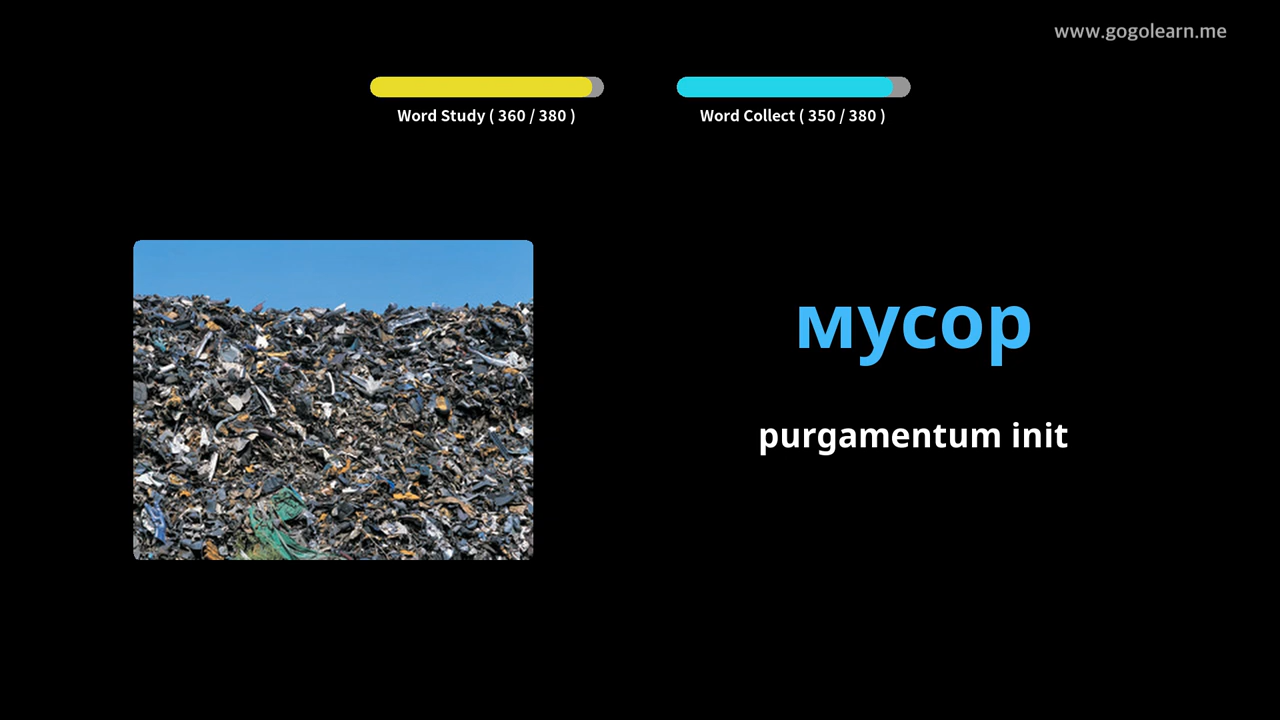 www.gogolearn.me
Word Study ( 360 / 380 )
Word Collect ( 350 / 380 )
мусор
purgamentum init